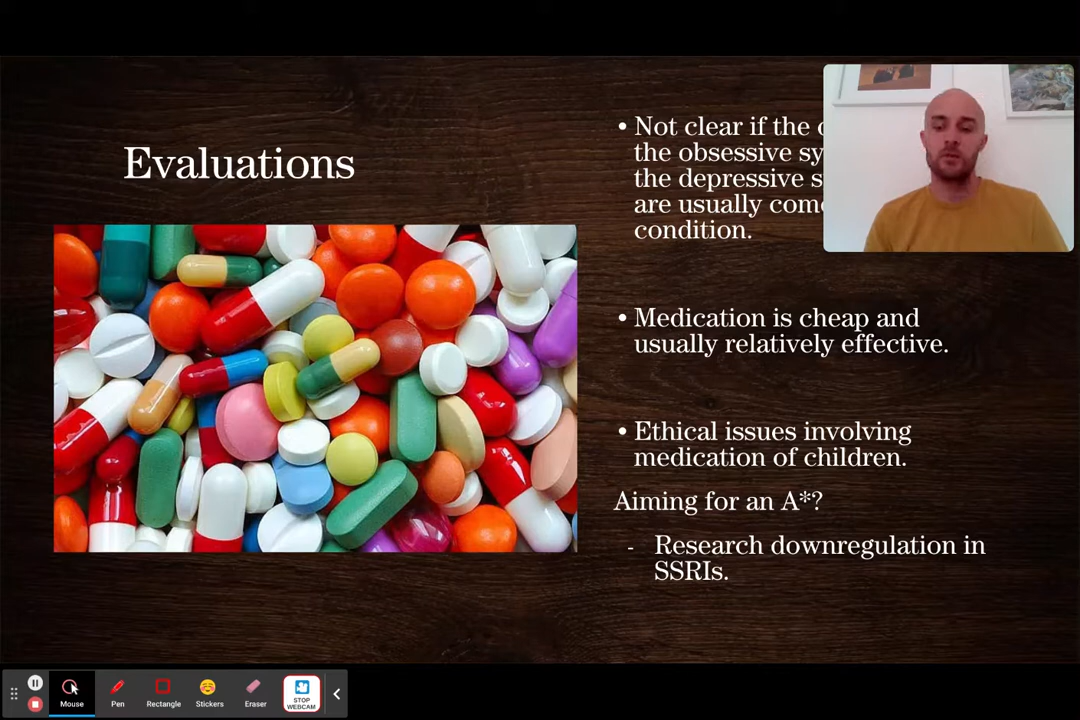 Evaluations
• Not clear if the
the obsessive
the depressive
are usually
condition.
• Medication is cheap and
usually relatively effective.
• Ethical issues involving
medication of children.
Aiming for an A*?
- Research downregulation in
SSRIs.
Mouse
Pen
Rectangle
Stickers
Eraser
STOP
WEBCAM